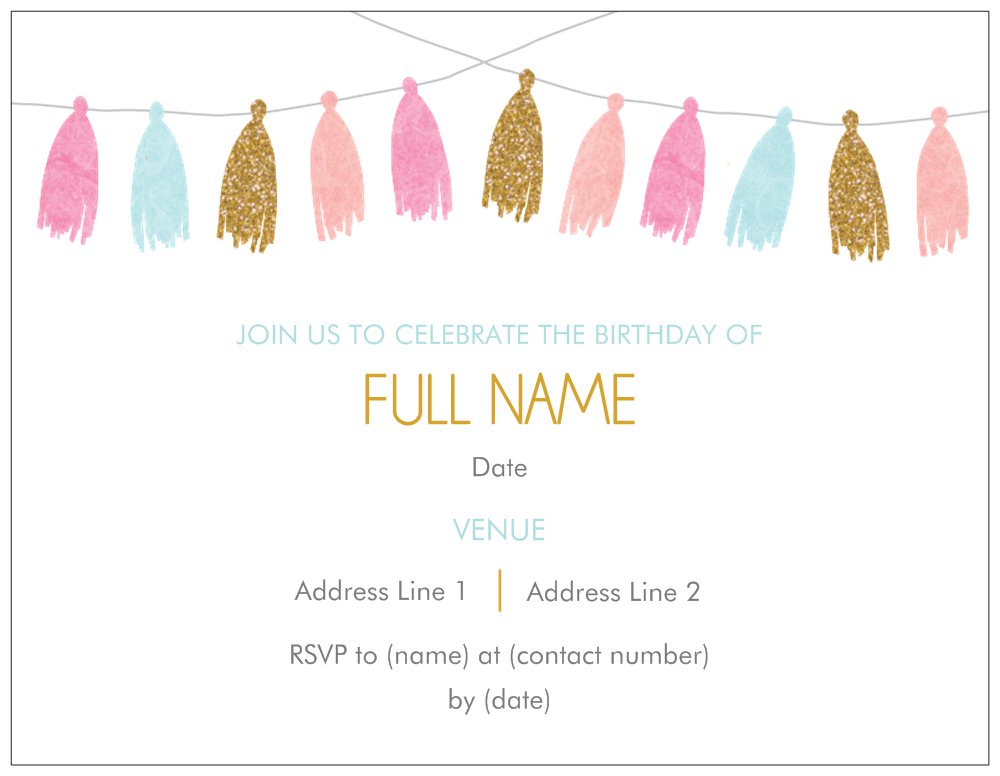 JOIN US TO CELEBRATE THE BIRTHDAY OF
FULL NAME
Date
VENUE
Address Line 1 | Address Line 2
RSVP to (name) at (contact number)
by (date)